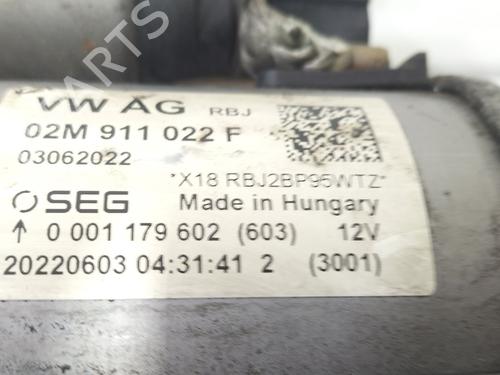 VW AG RBJ
02M 911 022 F
03062022
*X18 RBJ2BP95WTZ*
SEG Made in Hungary
↑ 0 001 179 602 (603) 12V
20220603 04:31:41 2 (3001)
PARTS